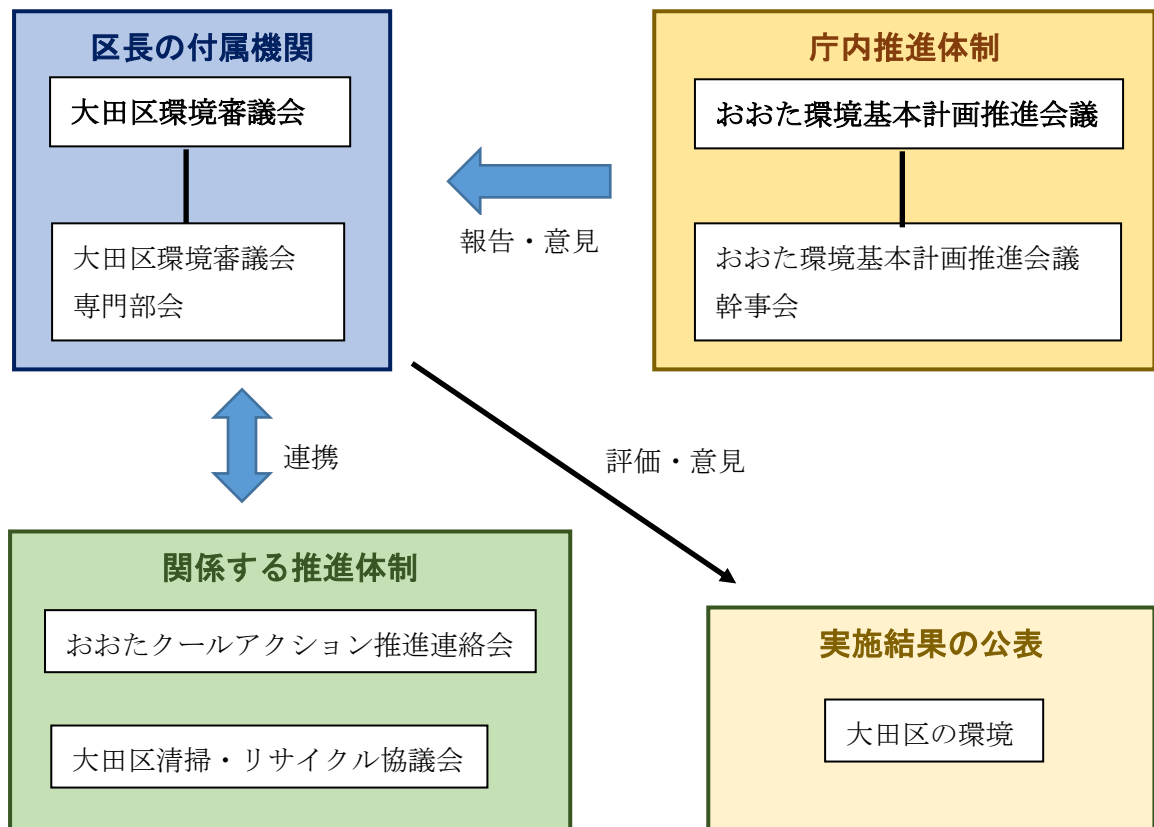 区長の付属機関
大田区環境審議会
大田区環境審議会
専門部会
報告・意見
庁内推進体制
おおた環境基本計画推進会議
おおた環境基本計画推進会議
幹事会
連携
評価・意見
関係する推進体制
おおたクールアクション推進連絡会
大田区清掃・リサイクル協議会
実施結果の公表
大田区の環境